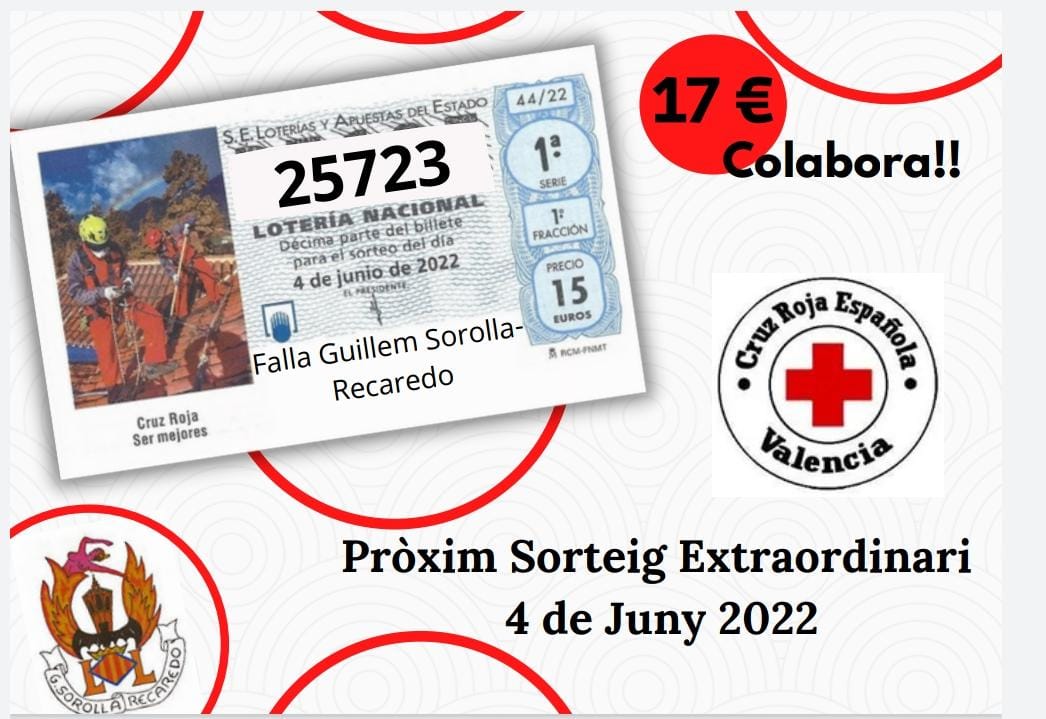 17 €
Colabora!!
S.E. LOTERÍAS Y APUESTAS DEL ESTADO
25723
LOTERÍA NACIONAL
Décima parte del billete
para el sorteo del día
4 de junio de 2022
EL PRESIDENTE,
44/22
1ª
SERIE
1ª
FRACCIÓN
PRECIO
15
EUROS
RCM-FNMT
Falla Guillem Sorolla-
Recaredo
Cruz Roja
Ser mejores
Cruz Roja Española
Valencia
Pròxim Sorteig Extraordinari
4 de Juny 2022
G. SOROLLA RECAREDO